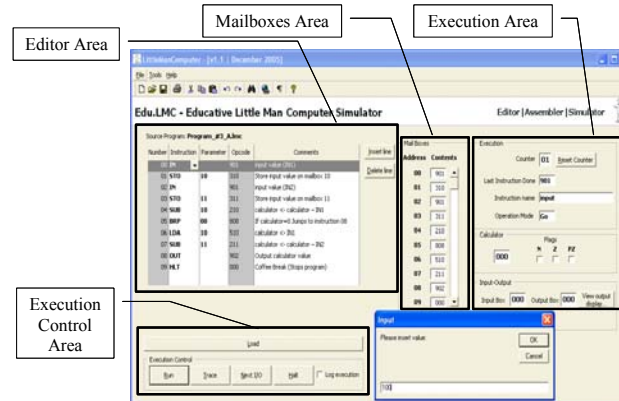 Mailboxes Area
Execution Area
Editor Area
LittleManComputer - [v1.1 | December 2005]
File Tools Help
Edu.LMC - Educative Little Man Computer Simulator
Editor |Assembler |Simulator
Source Program: Program_#3_A.lmc
Number Instruction Parameter Opcode Comments
00 IN 901 Input value (IN1)
01 STO 10 310 Store input value on mailbox 10
02 IN 901 Input value (IN2)
03 STO 11 311 Store input value on mailbox 11
04 SUB 10 210 calculator <- calculator - IN1
05 BRP 08 808 If calculator>0 Jumps to instruction 08
06 LDA 10 510 calculator <- IN1
07 SUB 11 211 calculator <- calculator - IN2
08 OUT 902 Output calculator value
09 HLT 000 Coffee Break (Stops program)
Insert line
Delete line
Mail Boxes
Address Contents
00 901
01 310
02 901
03 311
04 210
05 808
06 510
07 211
08 902
09 000
Execution
Counter 01 Reset Counter
Last Instruction Done 901
Instruction name input
Operation Mode Go
Calculator
000
Flags
N Z PZ
Input-Output
Input Box 000 Output Box 000 View output display...
Execution
Control
Area
Load
Execution Control
Run Trace Next I/O Halt Log execution
Input
Please insert value
OK
Cancel
100